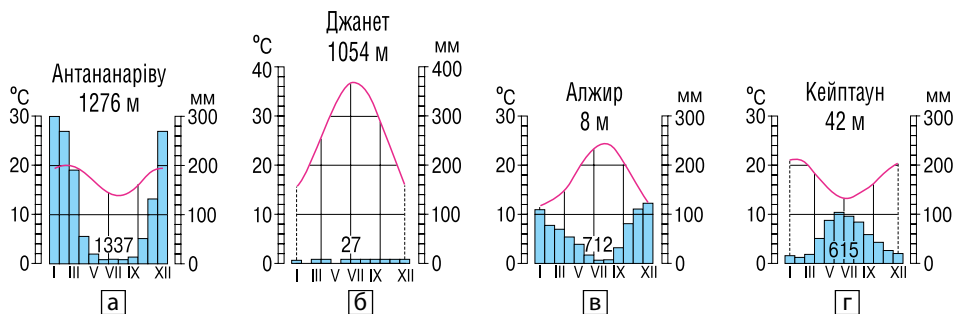 Антананаріву
1276 м
°C
мм
30
20
10
0
300
200
100
0
1337
I III V VII IX XII
а
Джанет
1054 м
°C
мм
40
30
20
10
0
400
300
200
100
0
27
I III V VII IX XII
б
Алжир
8 м
°C
мм
30
20
10
0
300
200
100
0
712
I III V VII IX XII
в
Кейптаун
42 м
°C
мм
30
20
10
0
300
200
100
0
615
I III V VII IX XII
г